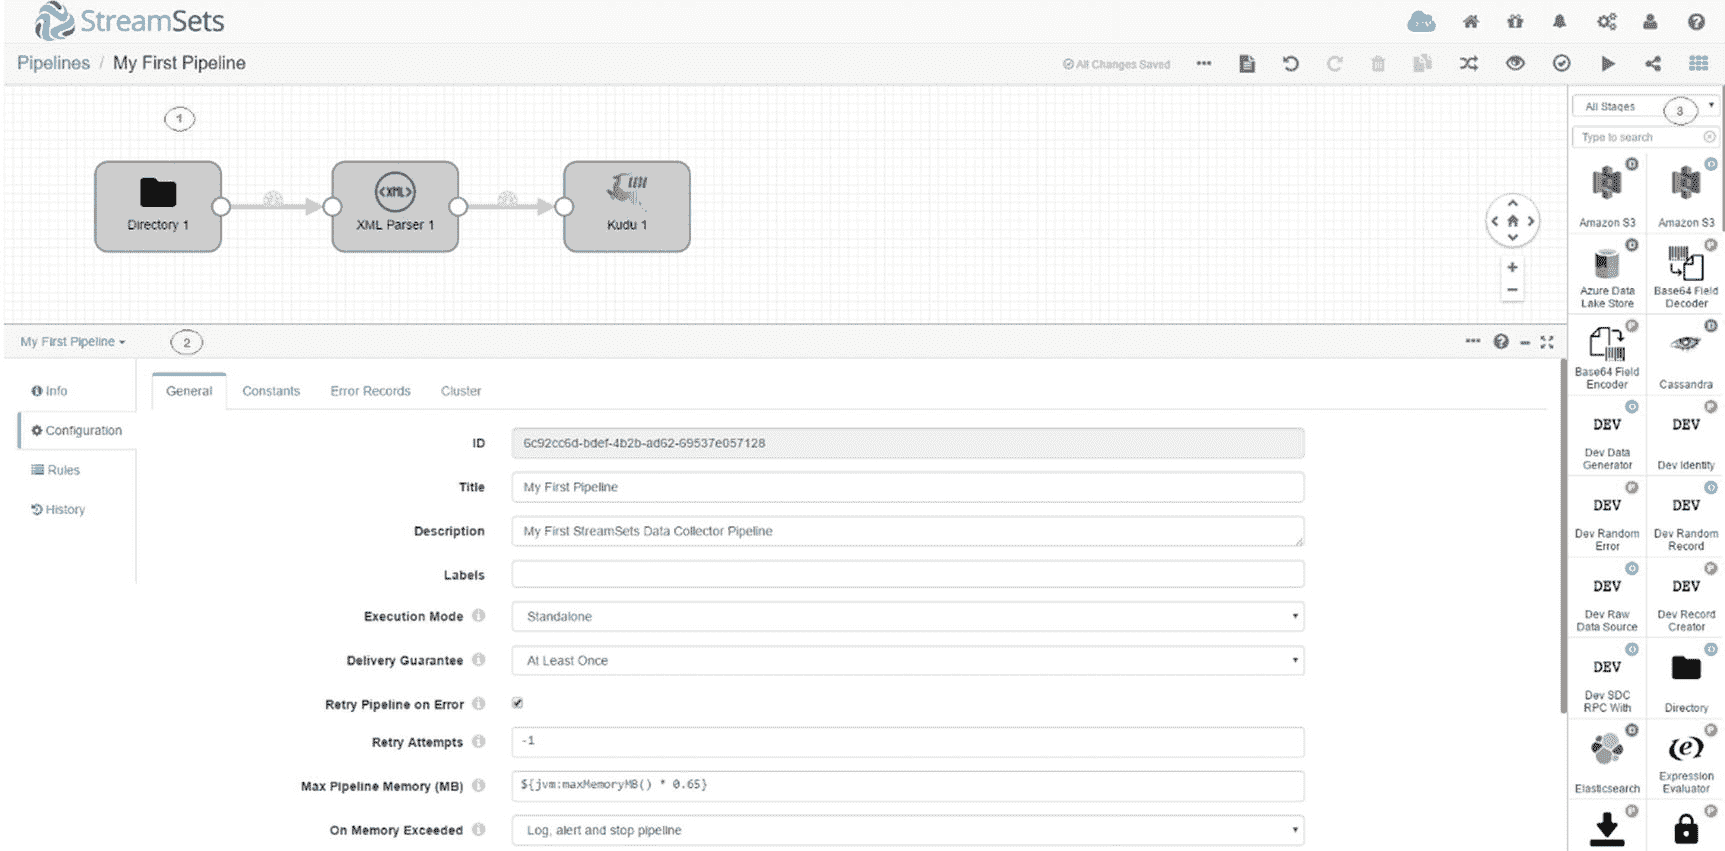 StreamSets
Pipelines / My First Pipeline
All Changes Saved
1
Directory 1
<XML>
XML Parser 1
Kudu 1
All Stages
3
Type to search
O
Amazon S3
Amazon S3
Azure Data
Lake Store
P
Base64 Field
Decoder
P
Base64 Field
Encoder
Cassandra
DEV
Dev Data
Generator
P
DEV
Dev Identity
P
DEV
Dev Random
Error
DEV
Dev Random
Record
DEV
Dev Raw
Data Source
P
DEV
Dev Record
Creator
DEV
Dev SDC
RPC With
Directory
Elasticsearch
P
(e)
Expression
Evaluator
P
P
My First Pipeline
2
Info
Configuration
Rules
History
General
Constants
Error Records
Cluster
ID
6c92cc6d-bdef-4b2b-ad62-69537e057128
Title
My First Pipeline
Description
My First StreamSets Data Collector Pipeline
Labels
Execution Mode
Standalone
Delivery Guarantee
At Least Once
Retry Pipeline on Error
Retry Attempts
-1
Max Pipeline Memory (MB)
${jvm:maxMemoryMB() * 0.65}
On Memory Exceeded
Log, alert and stop pipeline